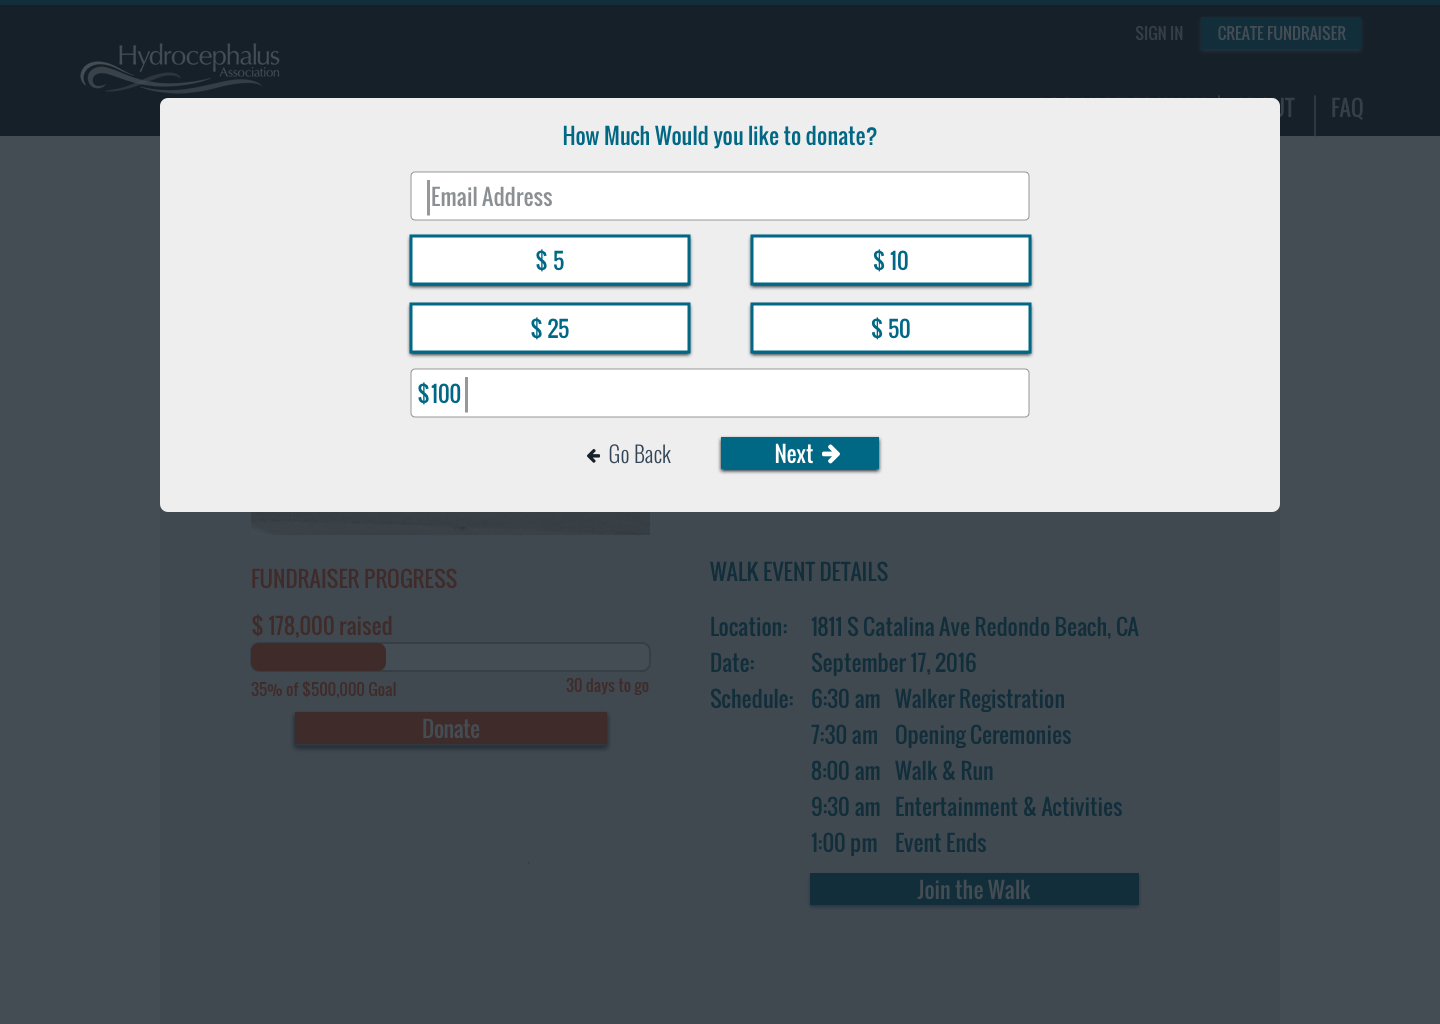 Hydrocephalus
Association
SIGN IN
CREATE FUNDRAISER
FAQ
How Much Would you like to donate?
Email Address
$ 5
$ 10
$ 25
$ 50
$100
Go Back
Next
FUNDRAISER PROGRESS
$ 178,000 raised
35% of $500,000 Goal
30 days to go
Donate
WALK EVENT DETAILS
Location: 1811 S Catalina Ave Redondo Beach, CA
Date: September 17, 2016
Schedule: 6:30 am Walker Registration
7:30 am Opening Ceremonies
8:00 am Walk & Run
9:30 am Entertainment & Activities
1:00 pm Event Ends
Join the Walk